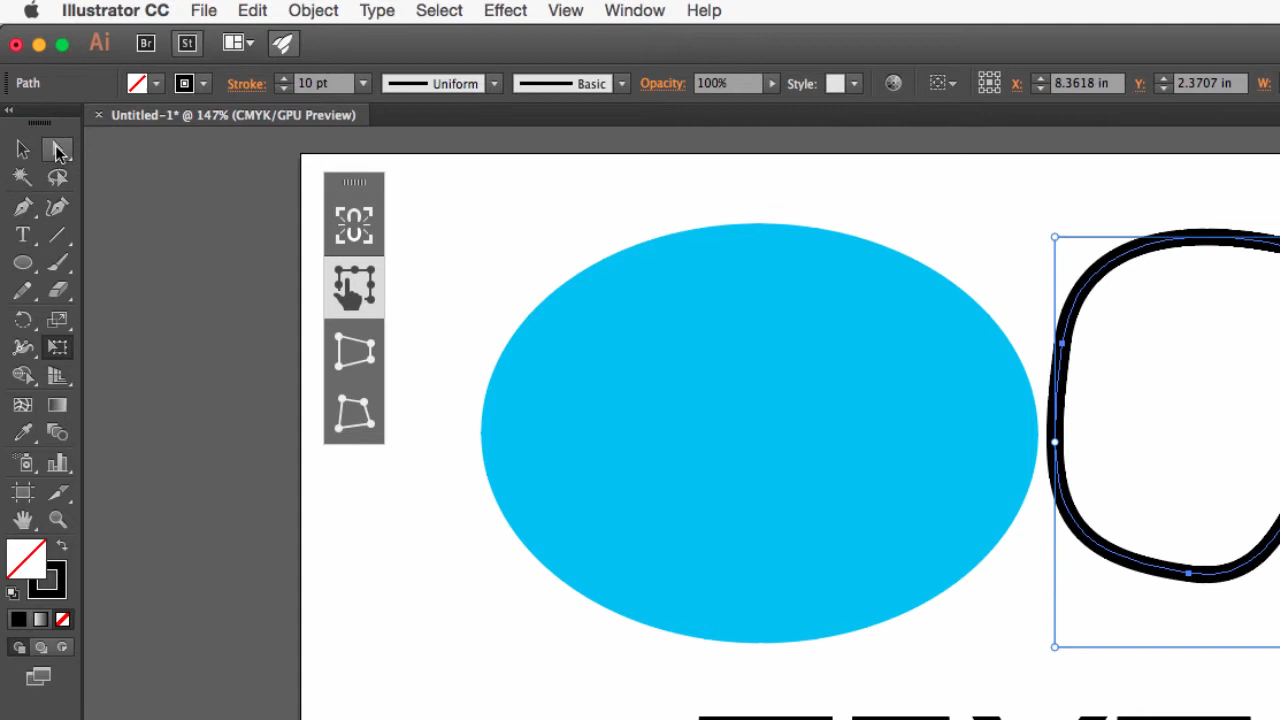 Illustrator CC File Edit Object Type Select Effect View Window Help
Ai Br St
Path Stroke: 10 pt Uniform Basic Opacity: 100% Style: X: 8.3618 in Y: 2.3707 in W:
× Untitled-1* @ 147% (CMYK/GPU Preview)
T